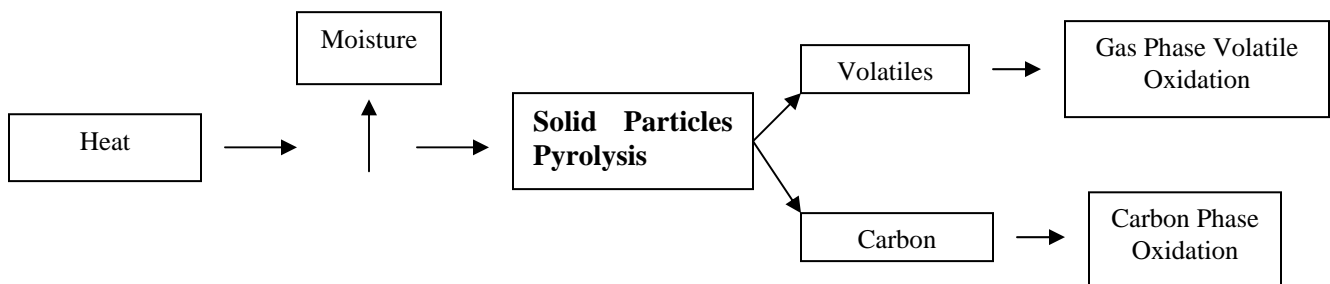 Moisture
Heat
Solid Particles
Pyrolysis
Volatiles
Gas Phase Volatile
Oxidation
Carbon
Carbon Phase
Oxidation